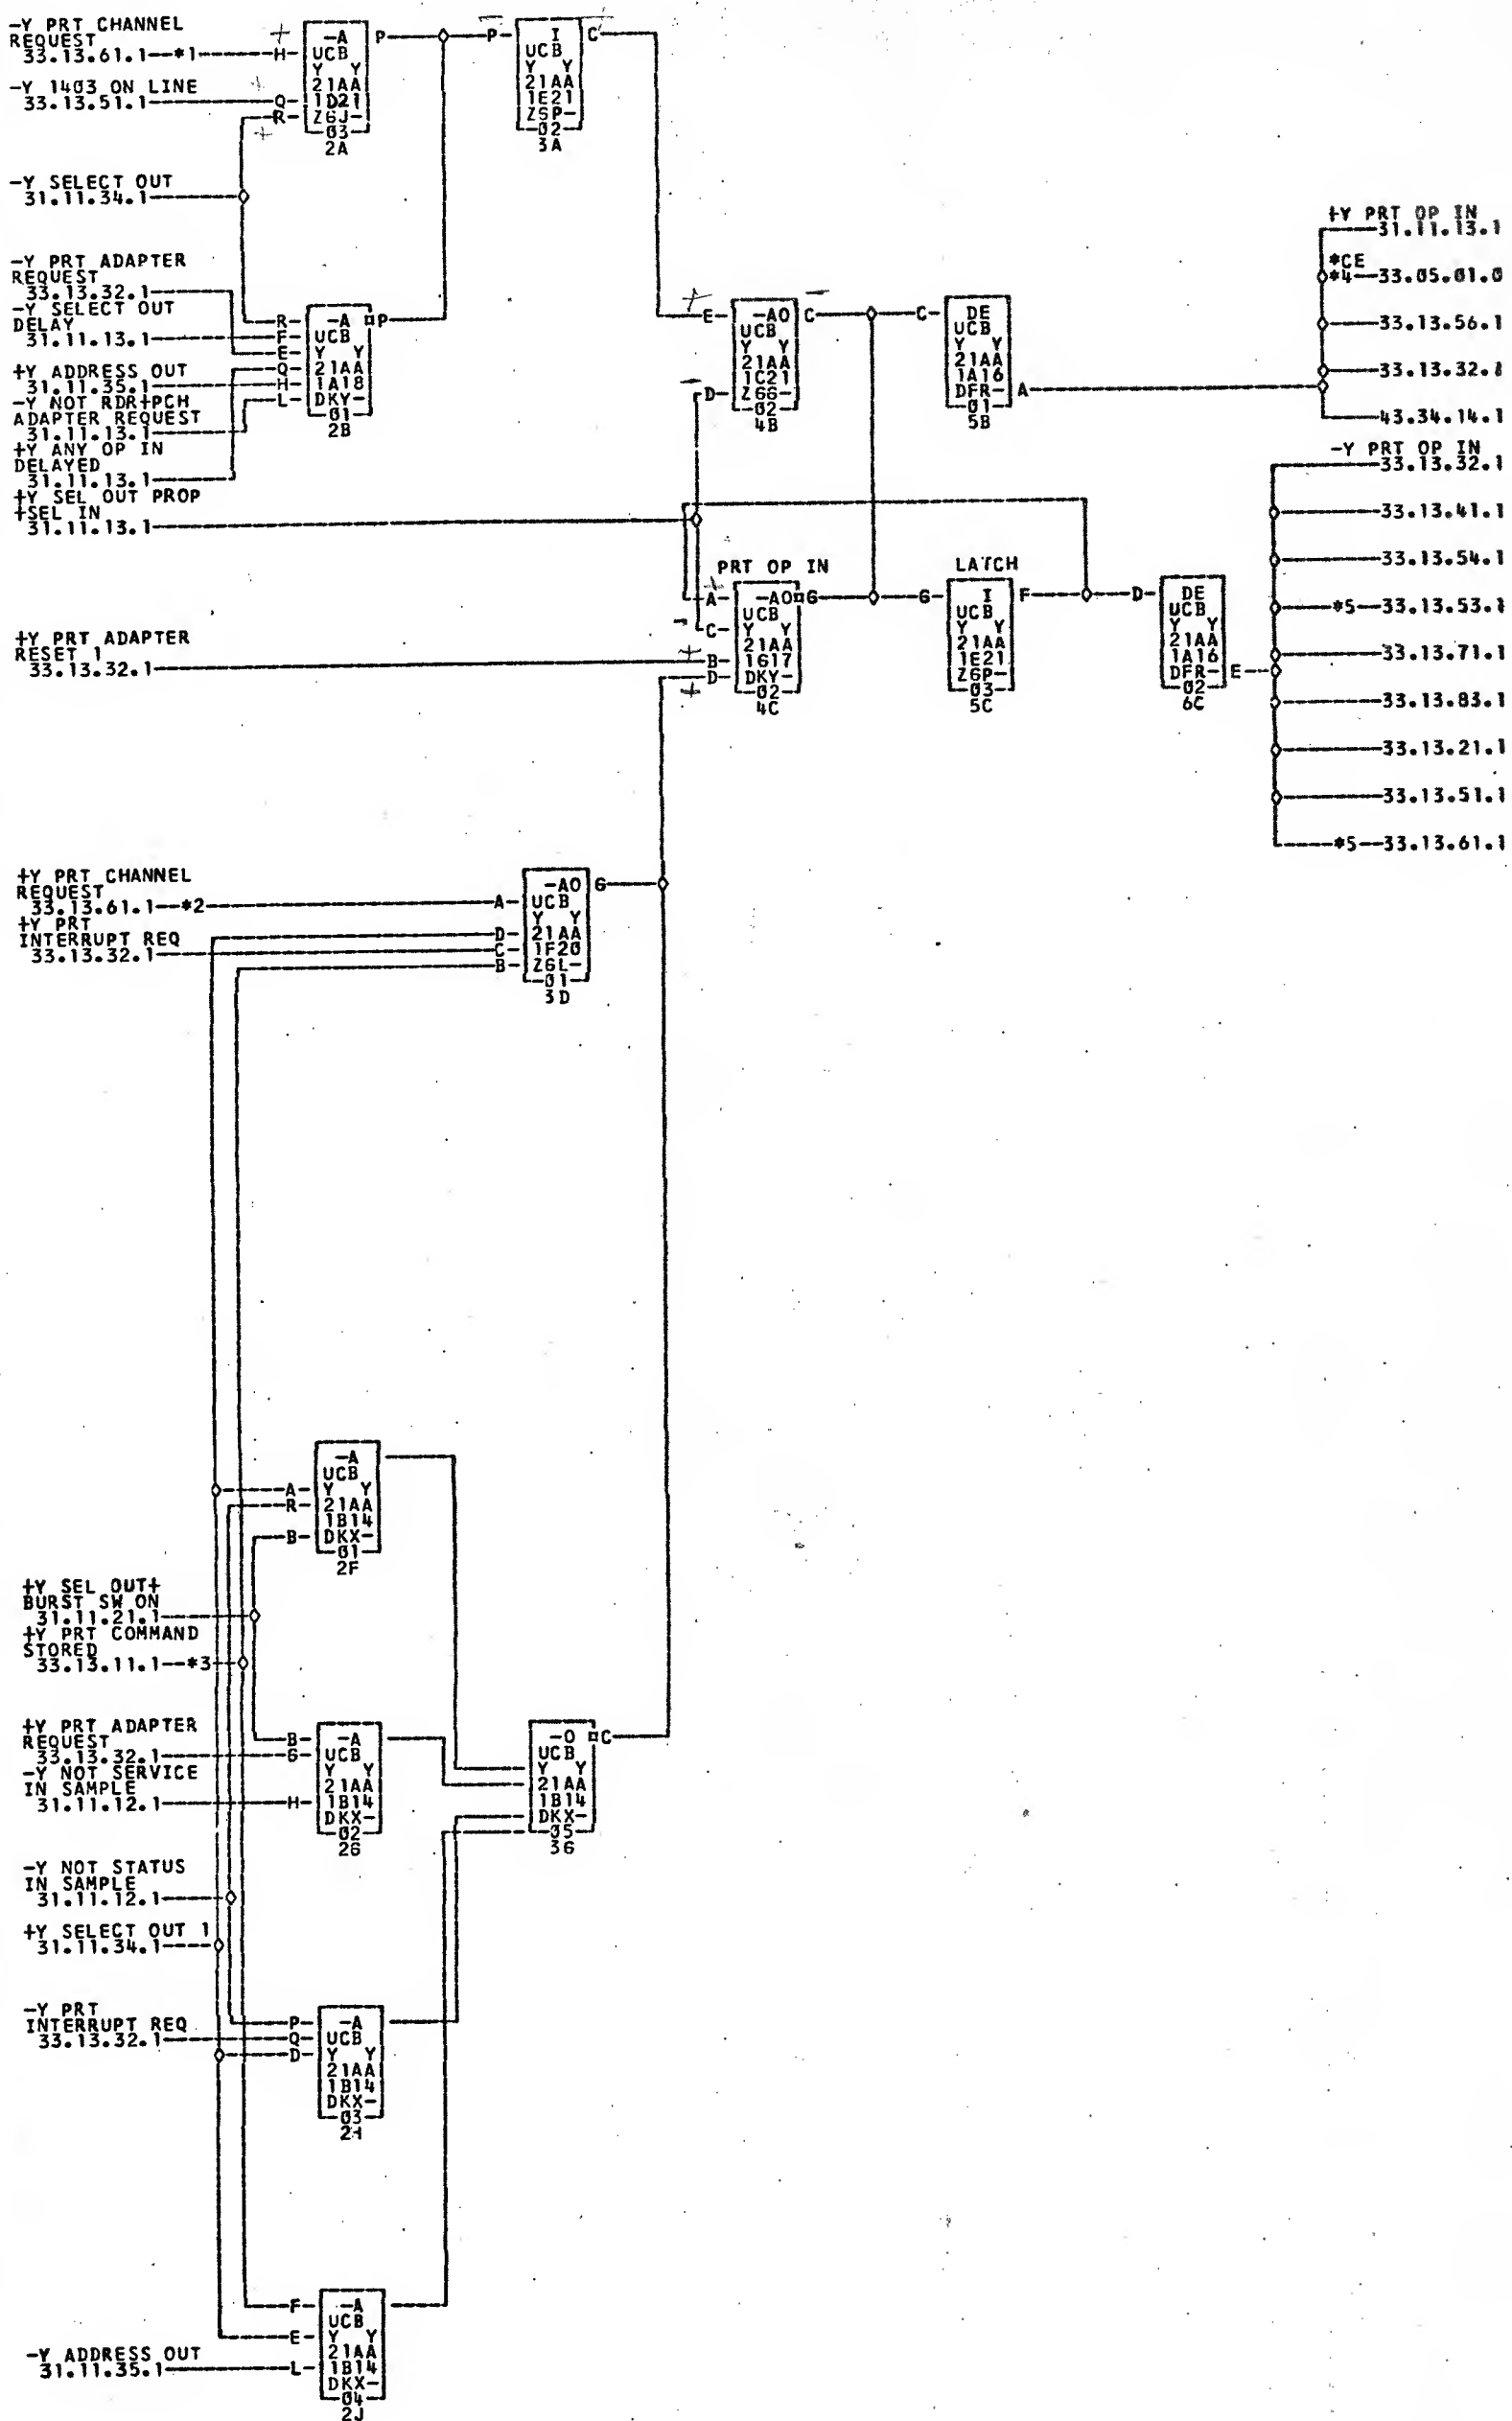 -Y PRT CHANNEL
REQUEST
33.13.61.1--*1 H
-Y 1403 ON LINE
33.13.51.1 Q
R
-A P
UCB
Y Y
21AA
1D21
Z6J-
03
2A
P I C
UCB
Y Y
21AA
1E21
Z6P-
02
3A
-Y SELECT OUT
31.11.34.1
-Y PRT ADAPTER
REQUEST
33.13.32.1
-Y SELECT OUT
DELAY
31.11.13.1
+Y ADDRESS OUT
31.11.35.1
-Y NOT RDR+PCH
ADAPTER REQUEST
31.11.13.1
+Y ANY OP IN
DELAYED
31.11.13.1
+Y SEL OUT PROP
+SEL IN
31.11.13.1
R
F
E
Q
H
L
-A P
UCB
Y Y
21AA
1A18
DKY-
01
2B
E
D
-AO C
UCB
Y Y
21AA
1C21
Z66-
02
4B
C DE
UCB
Y Y
21AA
1A16
DFR- A
01
5B
+Y PRT OP IN
31.11.13.1
*CE
*4-33.05.01.0
33.13.56.1
33.13.32.1
43.34.14.1
-Y PRT OP IN
33.13.32.1
33.13.41.1
33.13.54.1
*5-33.13.53.1
33.13.71.1
33.13.83.1
33.13.21.1
33.13.51.1
*5-33.13.61.1
+Y PRT ADAPTER
RESET 1
33.13.32.1
PRT OP IN
A
C
B
D
-AO G
UCB
Y Y
21AA
1G17
DKY-
02
4C
LATCH
G I F
UCB
Y Y
21AA
1E21
Z6P-
03
5C
D DE
UCB
Y Y
21AA
1A16
DFR- E
02
6C
+Y PRT CHANNEL
REQUEST
33.13.61.1--*2 A
+Y PRT
INTERRUPT REQ
33.13.32.1
D
C
B
-AO G
UCB
Y Y
21AA
1F20
Z6L-
01
3D
A
R
B
-A
UCB
Y Y
21AA
1B14
DKX-
01
2F
+Y SEL OUT+
BURST SW ON
31.11.21.1
+Y PRT COMMAND
STORED
33.13.11.1--*3
+Y PRT ADAPTER
REQUEST
33.13.32.1
-Y NOT SERVICE
IN SAMPLE
31.11.12.1
B
G
H
-A
UCB
Y Y
21AA
1B14
DKX-
02
2G
-O C
UCB
Y Y
21AA
1B14
DKX-
05
3G
-Y NOT STATUS
IN SAMPLE
31.11.12.1
+Y SELECT OUT 1
31.11.34.1
-Y PRT
INTERRUPT REQ
33.13.32.1
P
Q
D
-A
UCB
Y Y
21AA
1B14
DKX-
03
2H
-Y ADDRESS OUT
31.11.35.1
F
E
L
-A
UCB
Y Y
21AA
1B14
DKX-
04
2J